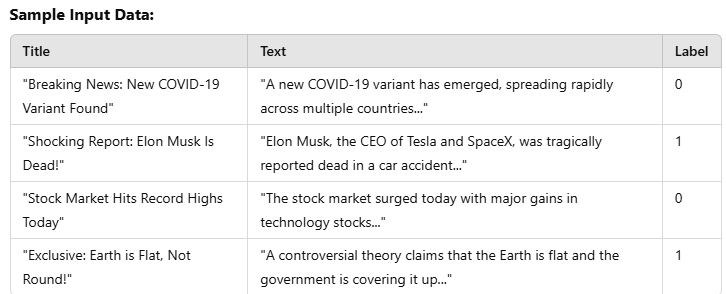 Sample Input Data:
Title Text Label
"Breaking News: New COVID-19 "A new COVID-19 variant has emerged, spreading rapidly 0
Variant Found" across multiple countries..."
"Shocking Report: Elon Musk Is "Elon Musk, the CEO of Tesla and SpaceX, was tragically 1
Dead!" reported dead in a car accident..."
"Stock Market Hits Record Highs "The stock market surged today with major gains in 0
Today" technology stocks..."
"Exclusive: Earth is Flat, Not "A controversial theory claims that the Earth is flat and the 1
Round!" government is covering it up..."